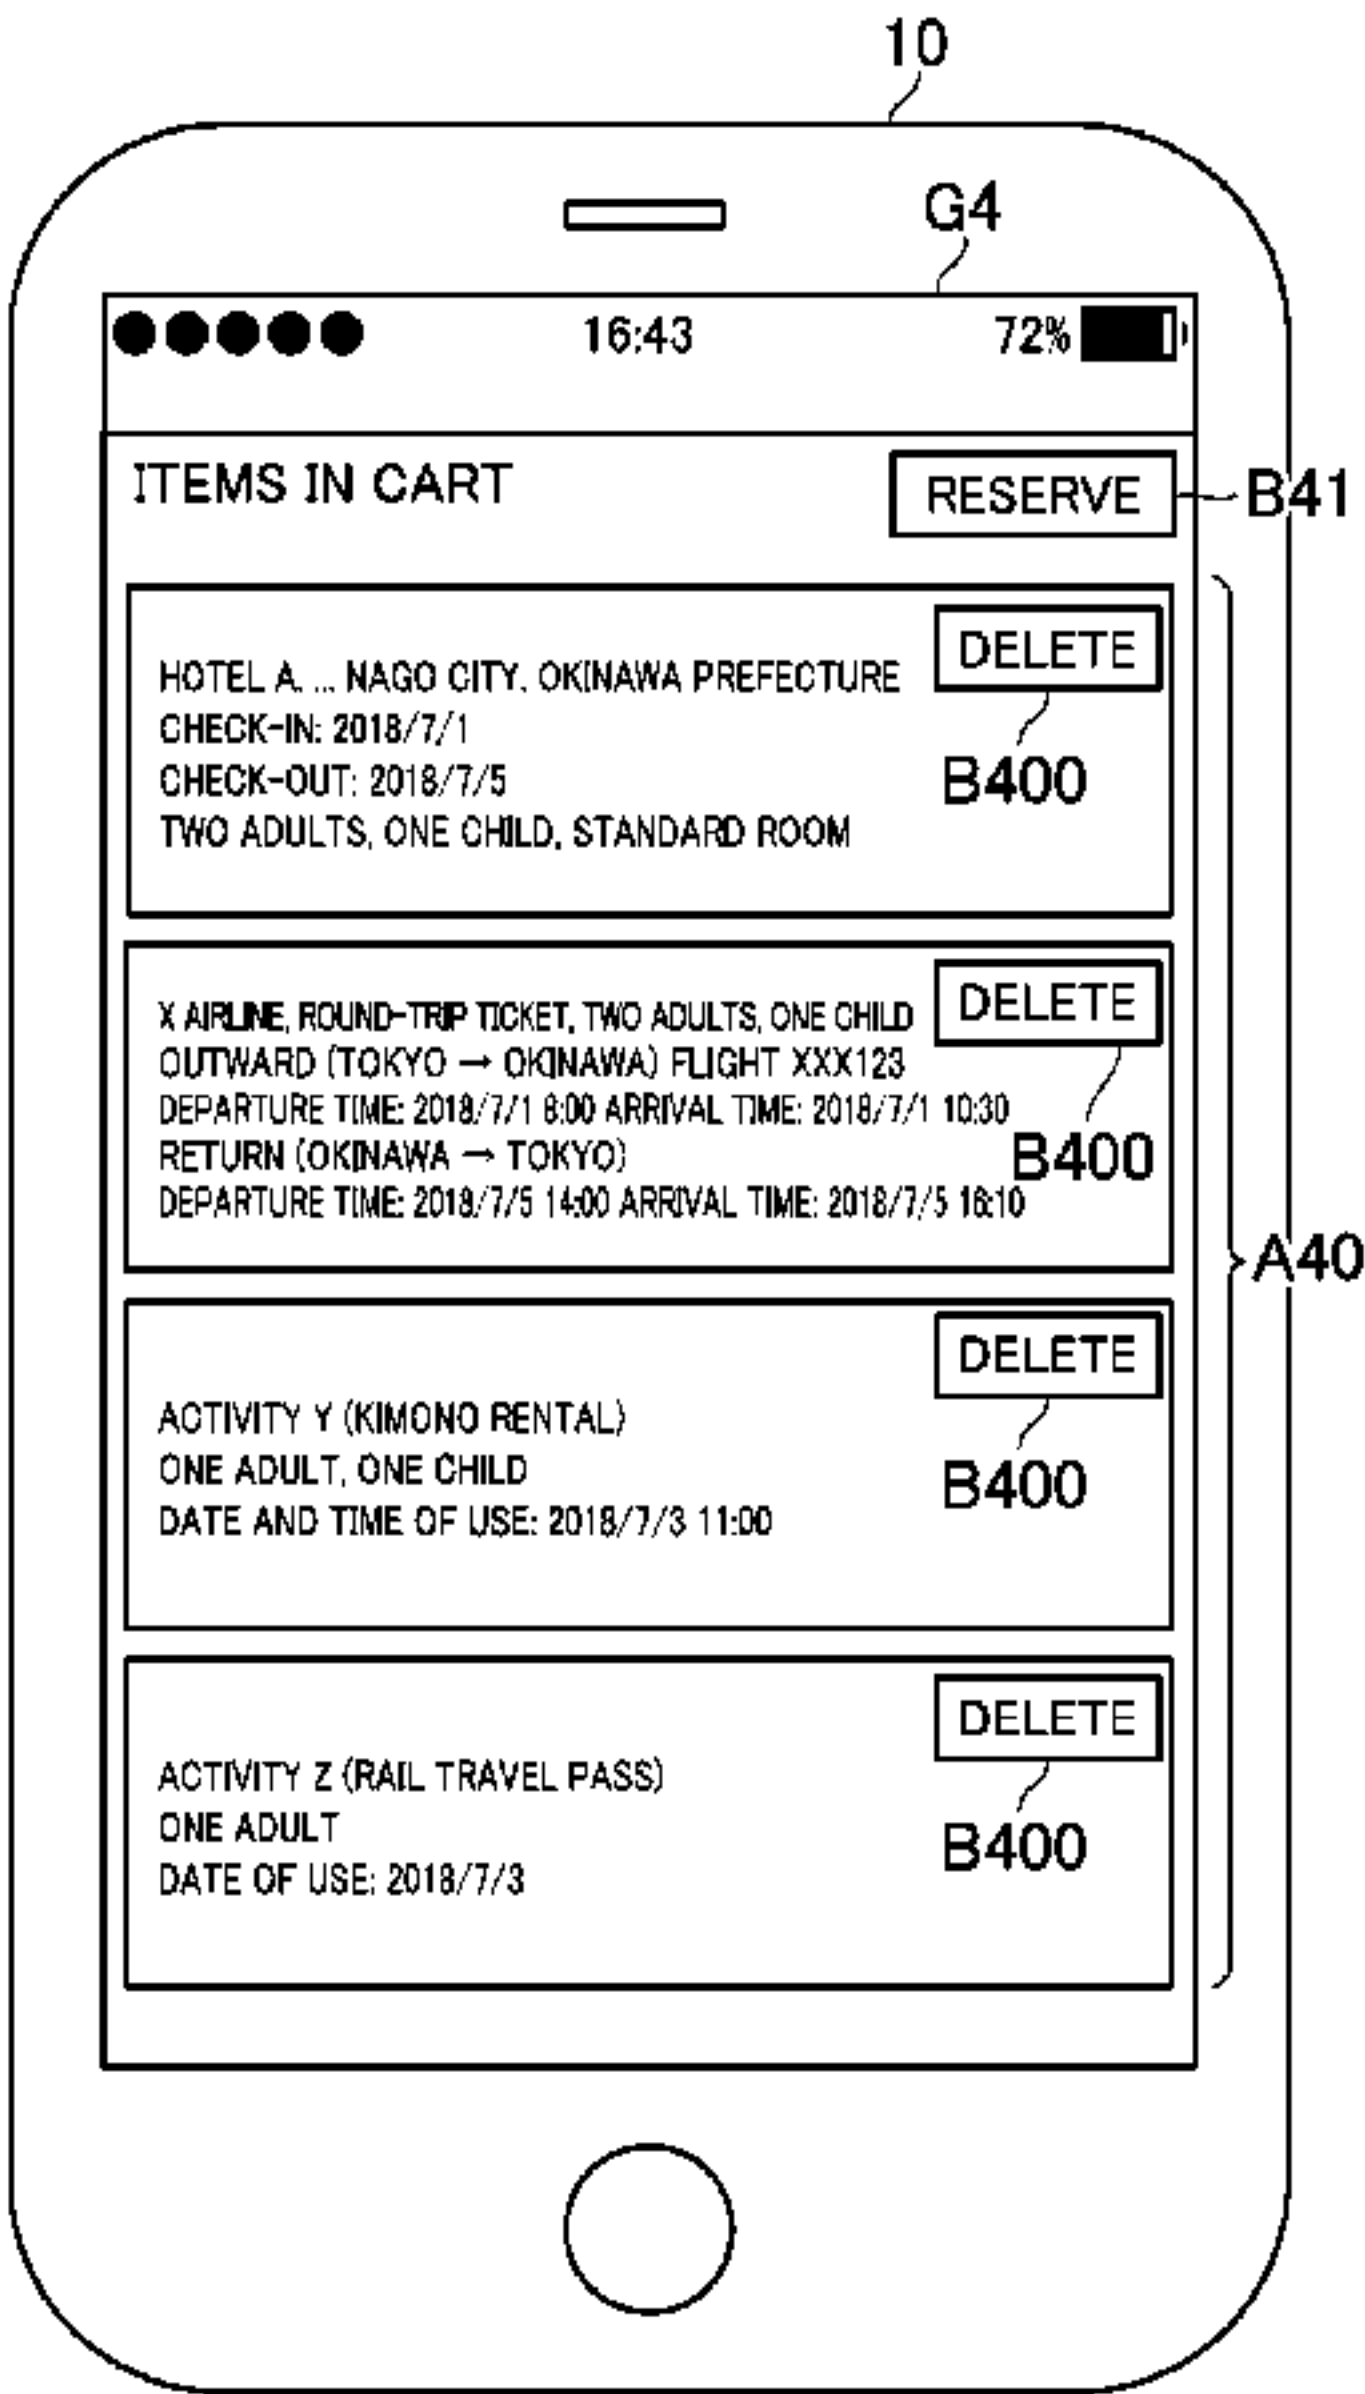 10
G4
16:43 72%
ITEMS IN CART
RESERVE
B41
DELETE
HOTEL A, ... NAGO CITY, OKINAWA PREFECTURE
CHECK-IN: 2018/7/1
CHECK-OUT: 2018/7/5
B400
TWO ADULTS, ONE CHILD, STANDARD ROOM
DELETE
X AIRLINE, ROUND-TRIP TICKET, TWO ADULTS, ONE CHILD
OUTWARD (TOKYO → OKINAWA) FLIGHT XXX123
DEPARTURE TIME: 2018/7/1 8:00 ARRIVAL TIME: 2018/7/1 10:30
RETURN (OKINAWA → TOKYO)
B400
DEPARTURE TIME: 2018/7/5 14:00 ARRIVAL TIME: 2018/7/5 16:10
A40
DELETE
ACTIVITY Y (KIMONO RENTAL)
ONE ADULT, ONE CHILD
B400
DATE AND TIME OF USE: 2018/7/3 11:00
DELETE
ACTIVITY Z (RAIL TRAVEL PASS)
ONE ADULT
B400
DATE OF USE: 2018/7/3